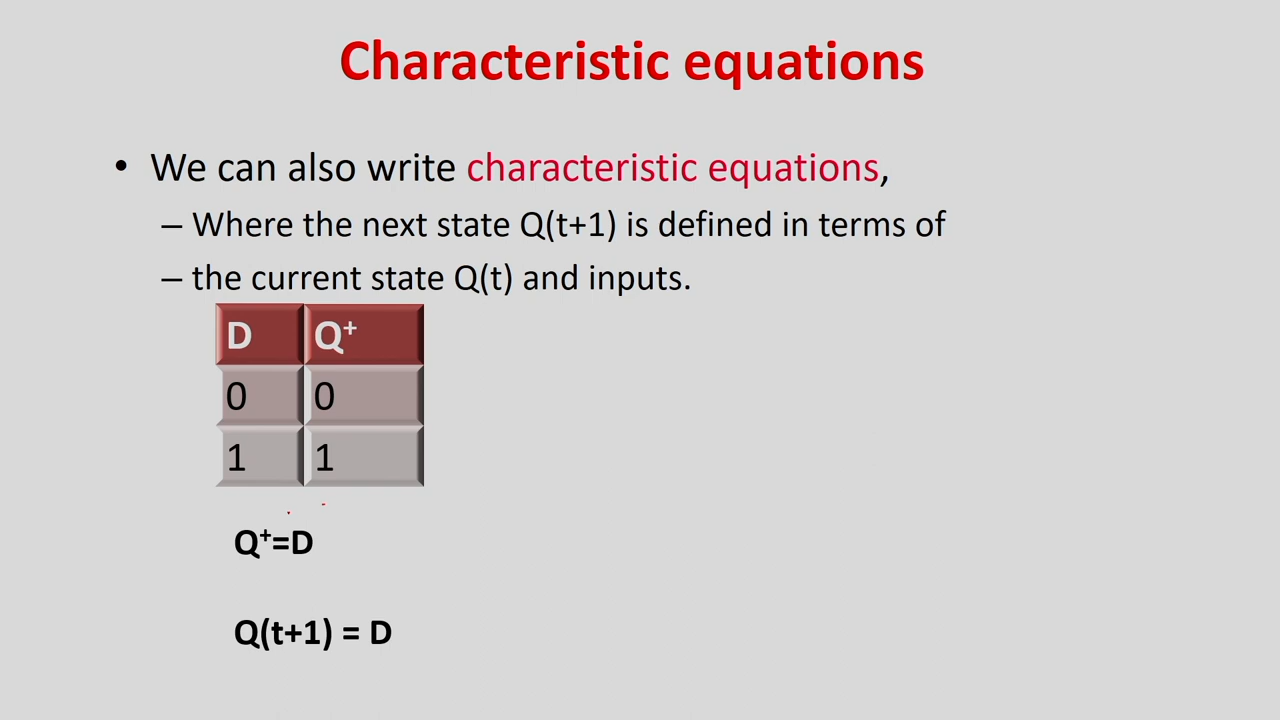 Characteristic equations
• We can also write characteristic equations,
– Where the next state Q(t+1) is defined in terms of
– the current state Q(t) and inputs.
D Q⁺
0 0
1 1
Q⁺=D
Q(t+1) = D